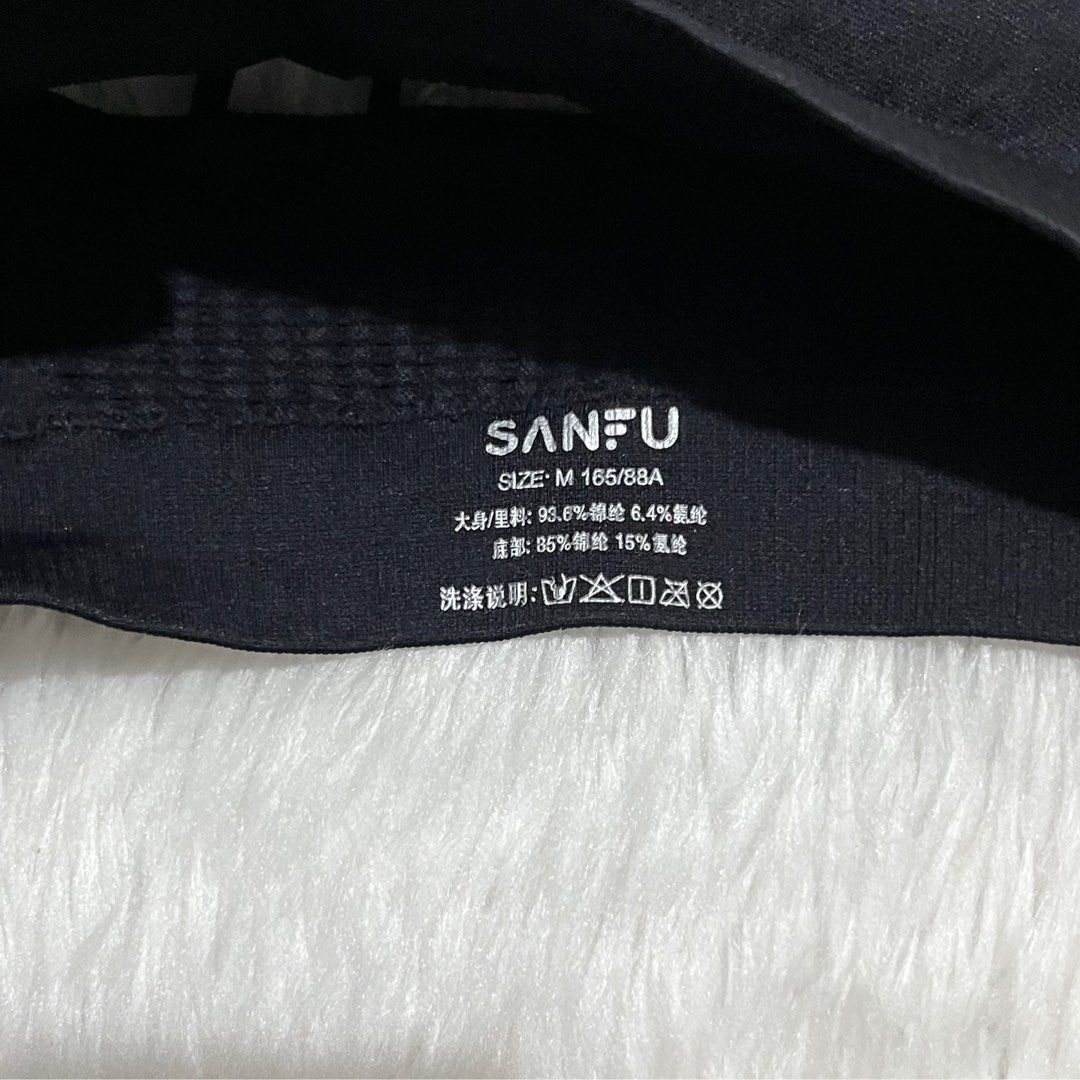 SANFU
SIZE: M 165/88A
大身/里料: 93.6%锦纶 6.4%氨纶
底部: 85%锦纶 15%氨纶
洗涤说明: